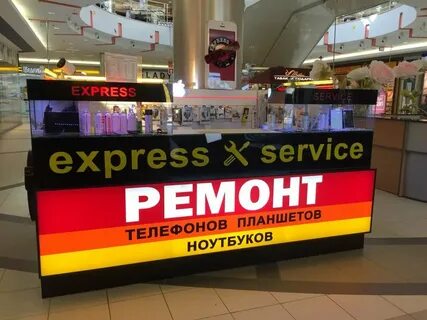 EXPRESS SERVICE
express service
РЕМОНТ
ТЕЛЕФОНОВ ПЛАНШЕТОВ
НОУТБУКОВ